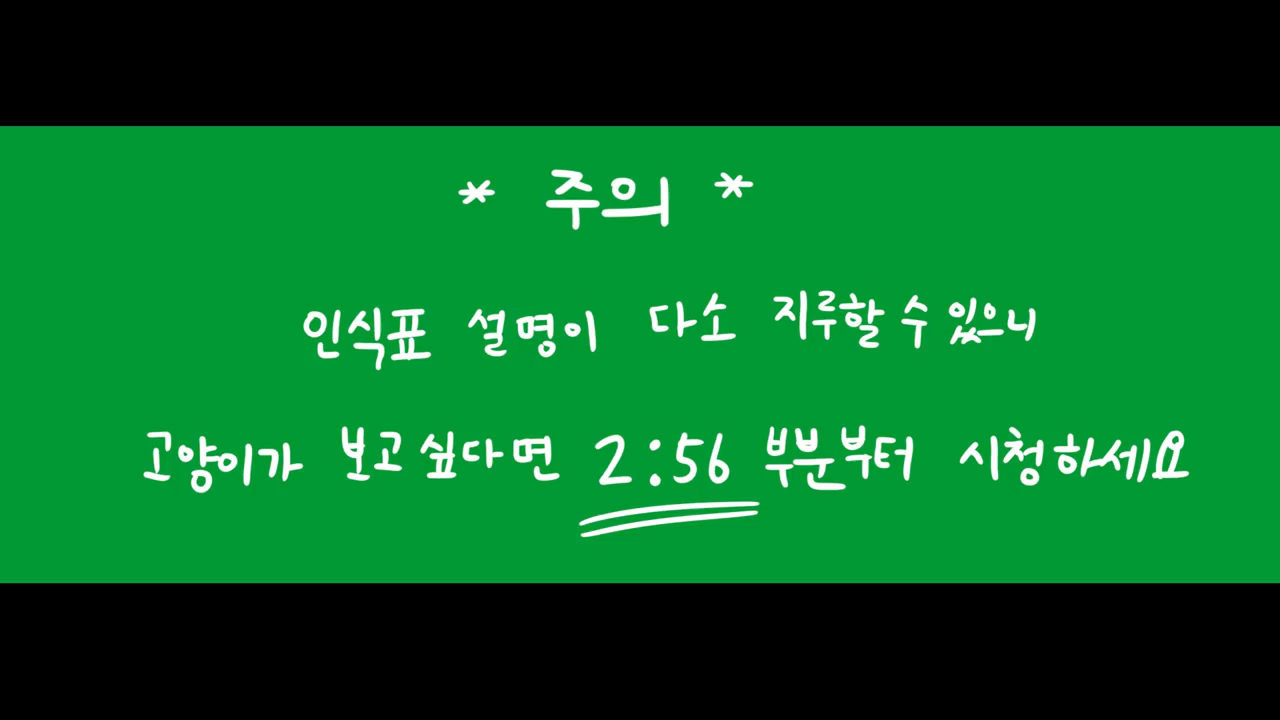 * 주의 *
인식표 설명이 다소 지루할 수 있으니
고양이가 보고싶다면 2:56 부분부터 시청하세요